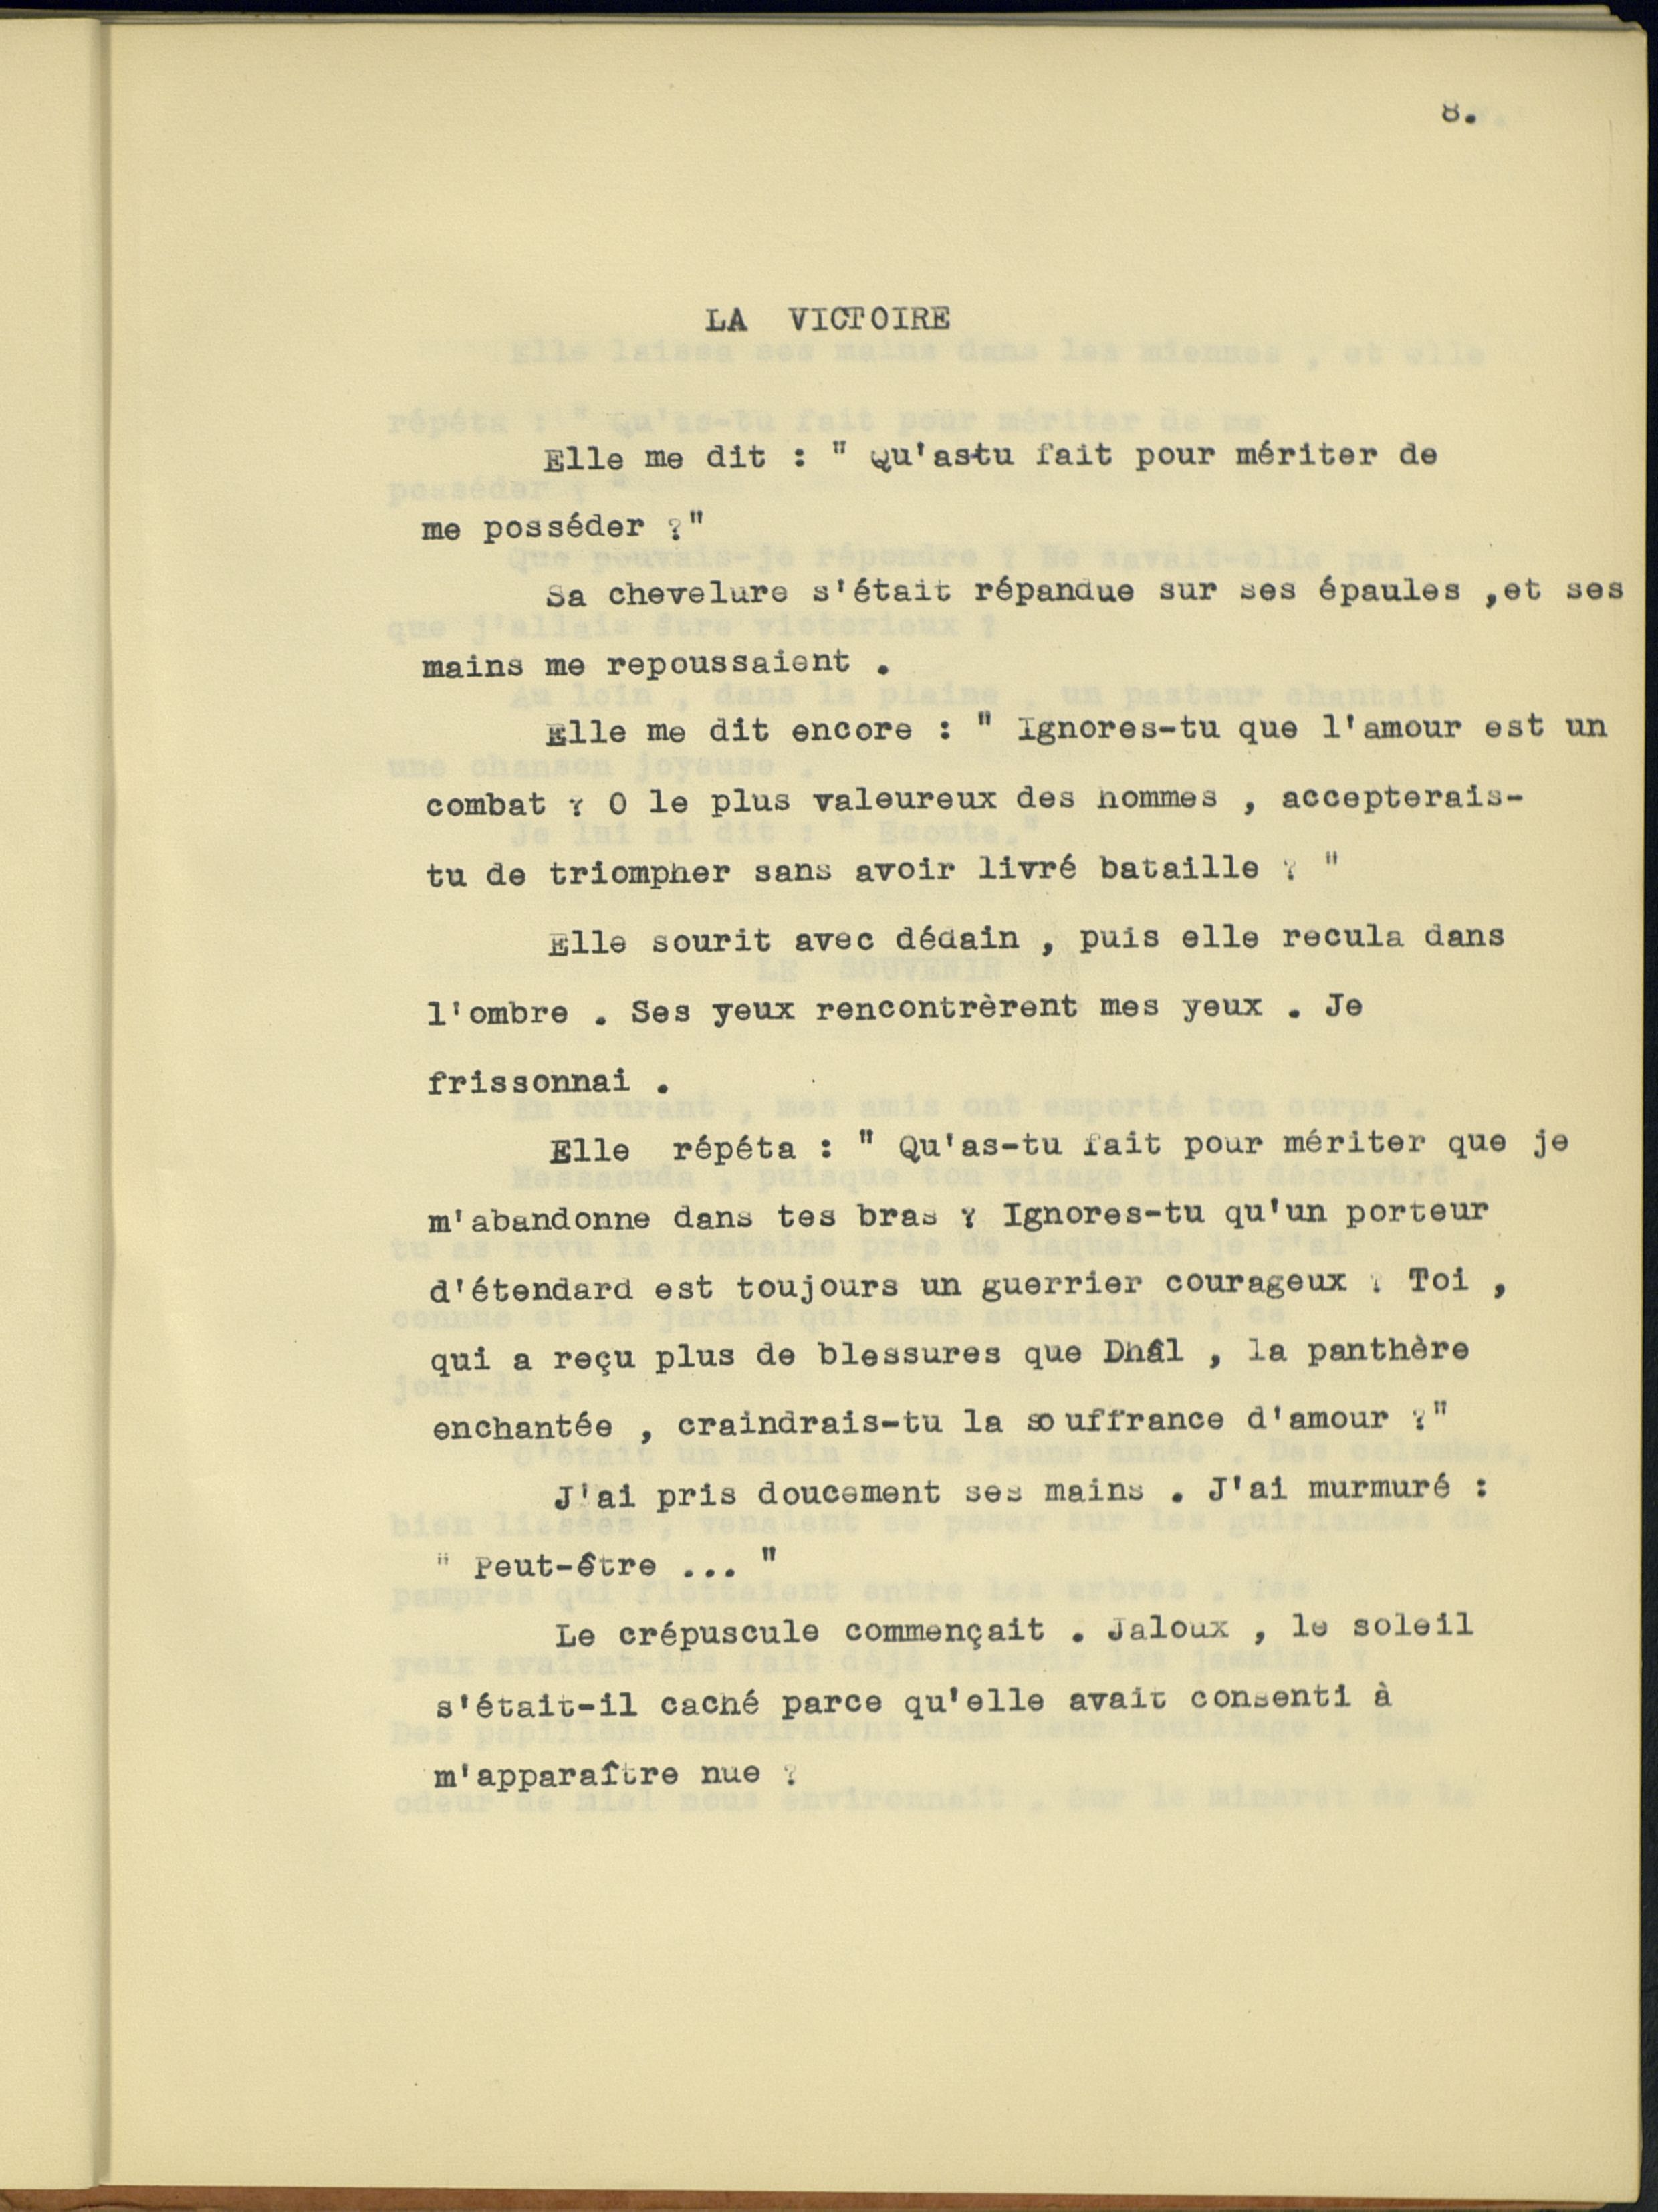 8.
LA VICTOIRE
Elle me dit : " Qu'astu fait pour mériter de
me posséder ?"
Sa chevelure s'était répandue sur ses épaules ,et ses
mains me repoussaient .
Elle me dit encore : " Ignores-tu que l'amour est un
combat ? O le plus valeureux des hommes , accepterais-
tu de triompher sans avoir livré bataille ? "
Elle sourit avec dédain , puis elle recula dans
l'ombre . Ses yeux rencontrèrent mes yeux . Je
frissonnai .
Elle répéta : " Qu'as-tu fait pour mériter que je
m'abandonne dans tes bras ? Ignores-tu qu'un porteur
d'étendard est toujours un guerrier courageux ? Toi ,
qui a reçu plus de blessures que Dhâl , la panthère
enchantée , craindrais-tu la souffrance d'amour ?"
J'ai pris doucement ses mains . J'ai murmuré :
" Peut-être ... "
Le crépuscule commençait . Jaloux , le soleil
s'était-il caché parce qu'elle avait consenti à
m'apparaître nue ?